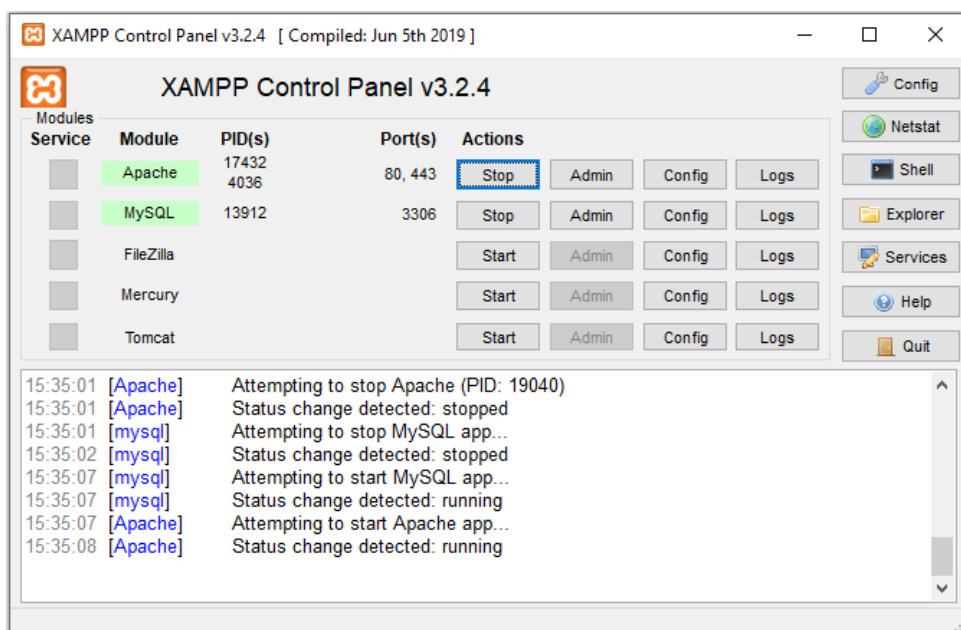 XAMPP Control Panel v3.2.4 [ Compiled: Jun 5th 2019 ]
XAMPP Control Panel v3.2.4
Config
Modules
Service Module PID(s) Port(s) Actions
Netstat
Apache 17432 4036 80, 443 Stop Admin Config Logs
Shell
MySQL 13912 3306 Stop Admin Config Logs
Explorer
FileZilla Start Admin Config Logs
Services
Mercury Start Admin Config Logs
Help
Tomcat Start Admin Config Logs
Quit
15:35:01 [Apache] Attempting to stop Apache (PID: 19040)
15:35:01 [Apache] Status change detected: stopped
15:35:01 [mysql] Attempting to stop MySQL app...
15:35:02 [mysql] Status change detected: stopped
15:35:07 [mysql] Attempting to start MySQL app...
15:35:07 [mysql] Status change detected: running
15:35:07 [Apache] Attempting to start Apache app...
15:35:08 [Apache] Status change detected: running